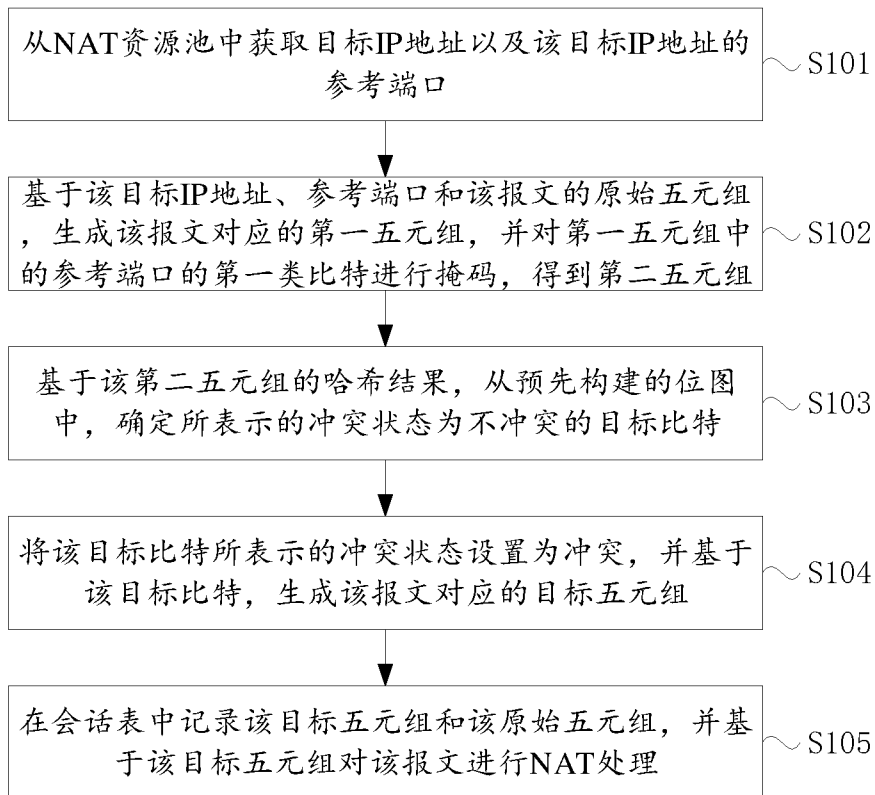 从NAT资源池中获取目标IP地址以及该目标IP地址的
参考端口
S101
基于该目标IP地址、参考端口和该报文的原始五元组
，生成该报文对应的第一五元组，并对第一五元组中
的参考端口的第一类比特进行掩码，得到第二五元组
S102
基于该第二五元组的哈希结果，从预先构建的位图
中，确定所表示的冲突状态为不冲突的目标比特
S103
将该目标比特所表示的冲突状态设置为冲突，并基于
该目标比特，生成该报文对应的目标五元组
S104
在会话表中记录该目标五元组和该原始五元组，并基
于该目标五元组对该报文进行NAT处理
S105